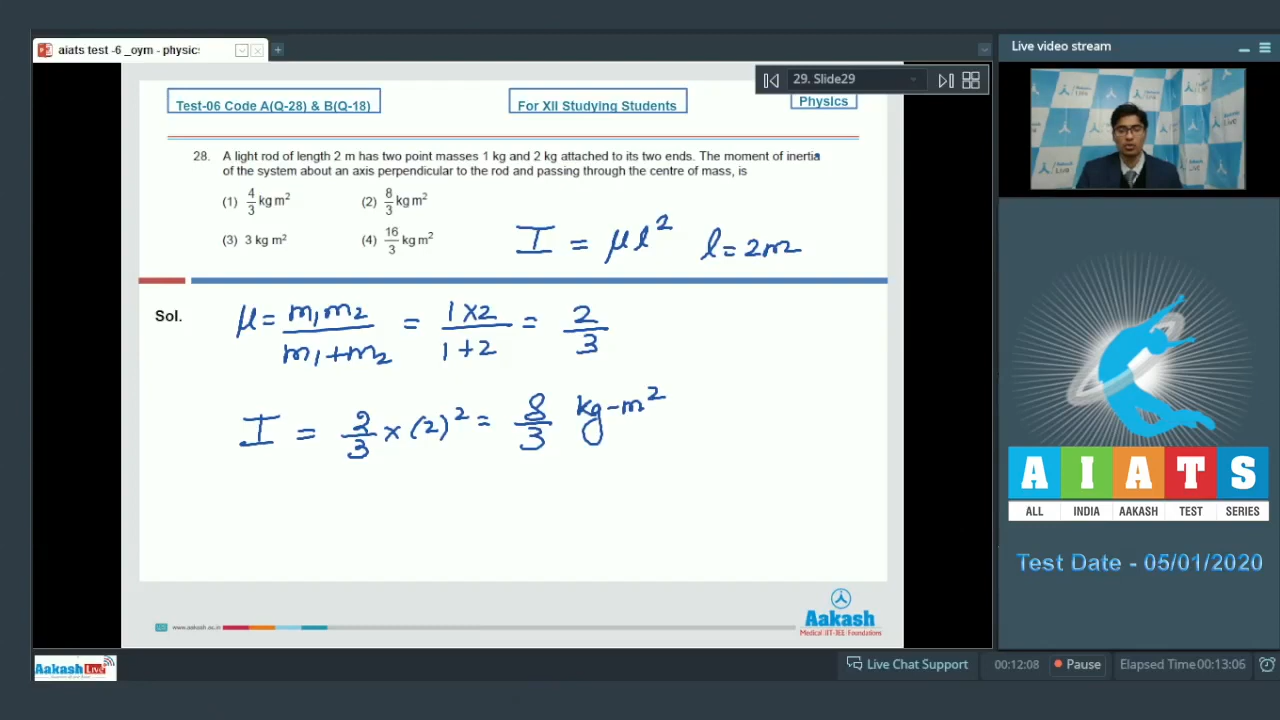 aiats test -6 _oym - physic:
Live video stream
29. Slide29
Test-06 Code A(Q-28) & B(Q-18)
For XII Studying Students
Physics
28. A light rod of length 2 m has two point masses 1 kg and 2 kg attached to its two ends. The moment of inertia
of the system about an axis perpendicular to the rod and passing through the centre of mass, is
(1) 4/3 kg m² (2) 8/3 kg m²
(3) 3 kg m² (4) 16/3 kg m²
I = μl² l = 2m
Sol. μ = m₁m₂/m₁+m₂ = 1×2/1+2 = 2/3
I = 2/3 × (2)² = 8/3 kg-m²
A I A T S
ALL INDIA AAKASH TEST SERIES
Test Date - 05/01/2020
www.aakash.ac.in
Aakash
Medical|IIT-JEE|Foundations
Aakash Live
Live Chat Support
00:12:08
Pause
Elapsed Time 00:13:06